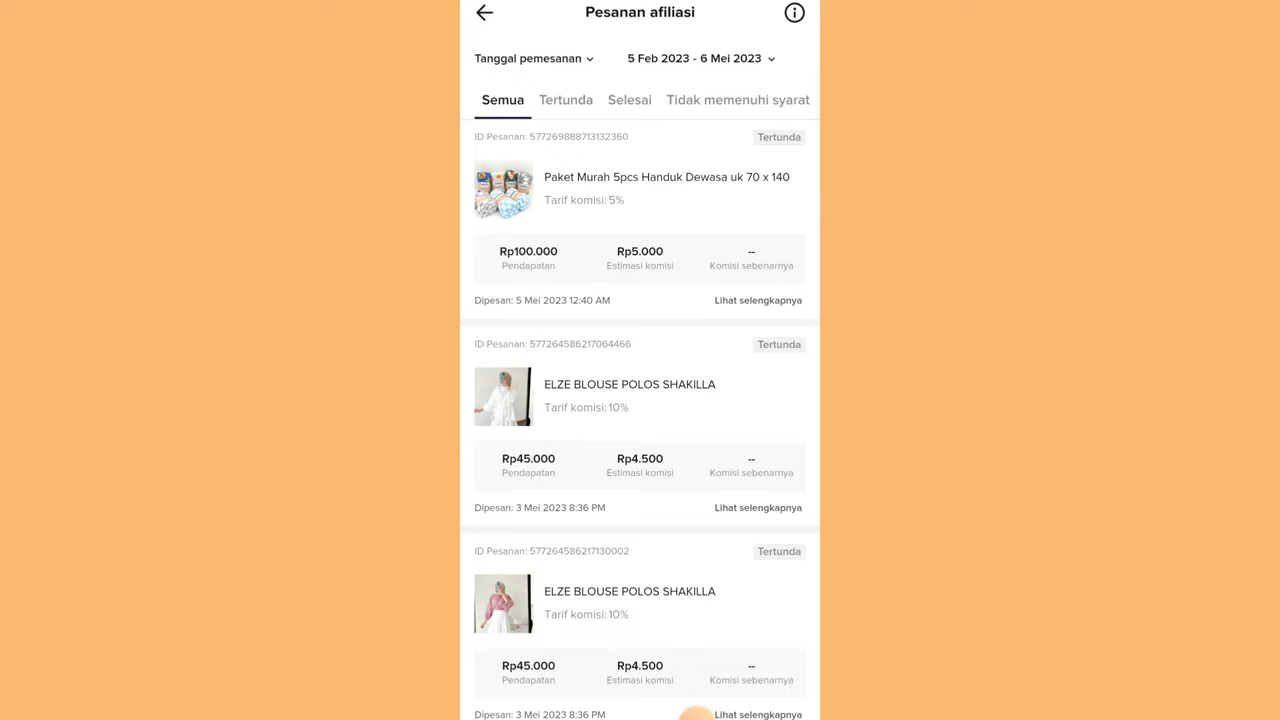 Pesanan afiliasi
Tanggal pemesanan 5 Feb 2023 - 6 Mei 2023
Semua Tertunda Selesai Tidak memenuhi syarat
ID Pesanan: 577269888713132360 Tertunda
Paket Murah 5pcs Handuk Dewasa uk 70 x 140
Tarif komisi: 5%
Rp100.000 Rp5.000 --
Pendapatan Estimasi komisi Komisi sebenarnya
Dipesan: 5 Mei 2023 12:40 AM Lihat selengkapnya
ID Pesanan: 577264586217064466 Tertunda
ELZE BLOUSE POLOS SHAKILLA
Tarif komisi: 10%
Rp45.000 Rp4.500 --
Pendapatan Estimasi komisi Komisi sebenarnya
Dipesan: 3 Mei 2023 8:36 PM Lihat selengkapnya
ID Pesanan: 577264586217130002 Tertunda
ELZE BLOUSE POLOS SHAKILLA
Tarif komisi: 10%
Rp45.000 Rp4.500 --
Pendapatan Estimasi komisi Komisi sebenarnya
Dipesan: 3 Mei 2023 8:36 PM Lihat selengkapnya